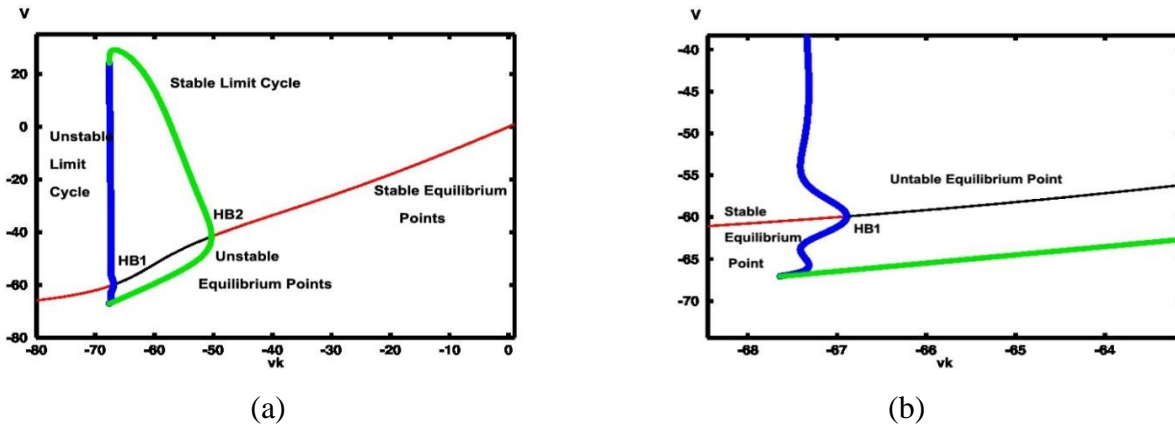 v
20
0
-20
-40
-60
-80
-80
-70
-60
-50
-40
-30
-20
-10
0
vk
Stable Limit Cycle
Unstable
Limit
Cycle
HB2
Stable Equilibrium
Points
HB1
Unstable
Equilibrium Points
(a)
v
-40
-45
-50
-55
-60
-65
-70
-68
-67
-66
-65
-64
vk
Untable Equilibrium Point
Stable
Equilibrium
Point
HB1
(b)